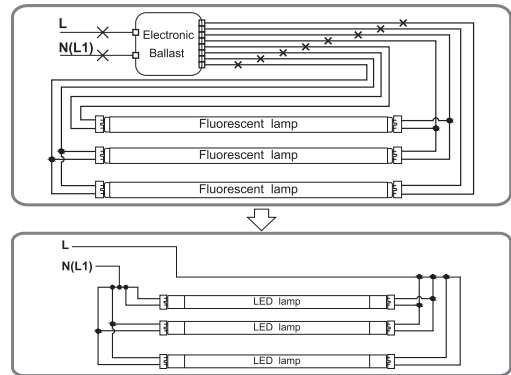 L
N(L1)
Electronic
Ballast
Fluorescent lamp
Fluorescent lamp
Fluorescent lamp
L
N(L1)
LED lamp
LED lamp
LED lamp